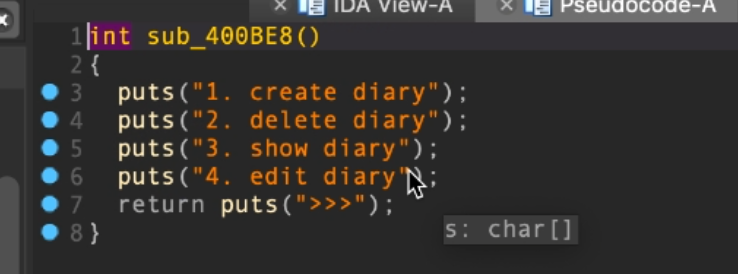 IDA View-A Pseudocode-A
1 int sub_400BE8()
2 {
3 puts("1. create diary");
4 puts("2. delete diary");
5 puts("3. show diary");
6 puts("4. edit diary");
7 return puts(">>>");
8 }
s: char[]